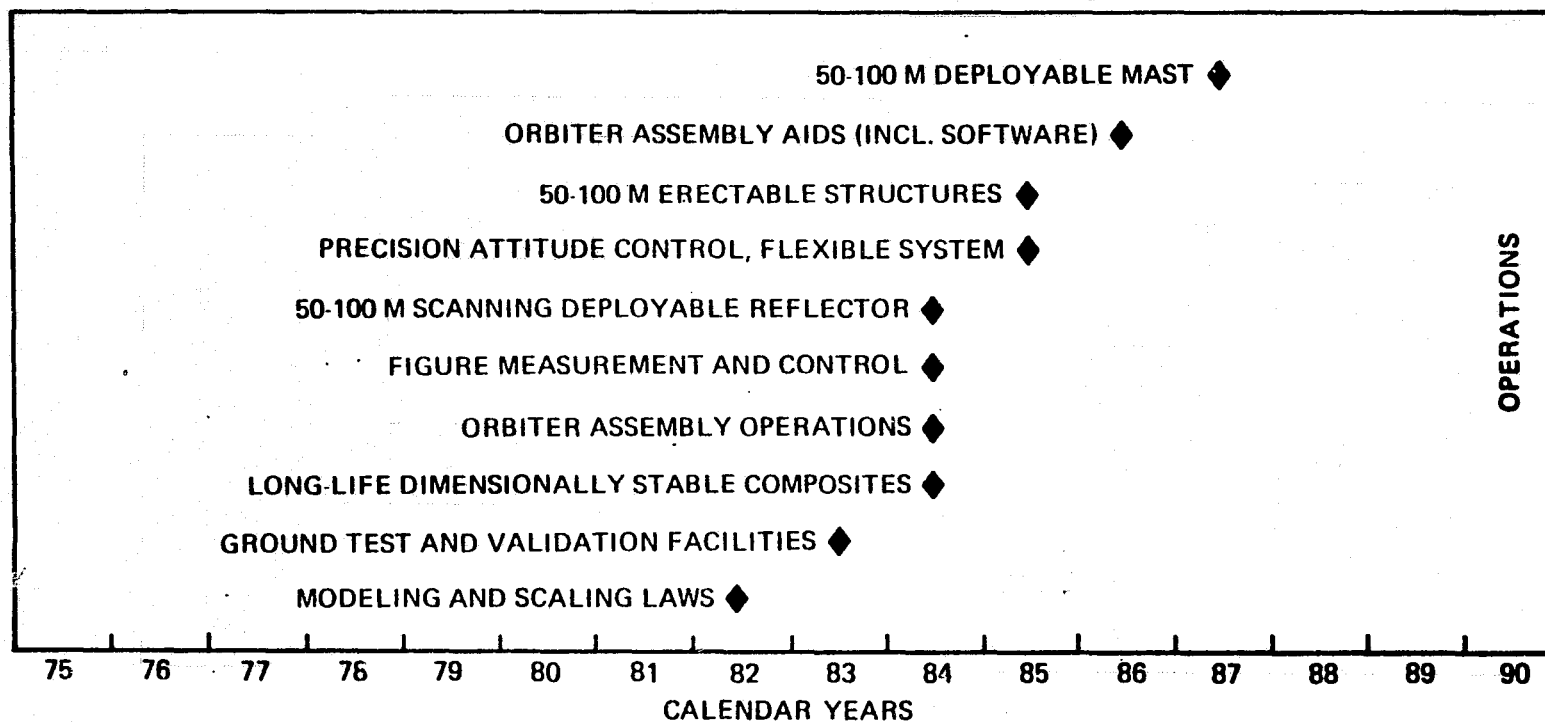 50-100 M DEPLOYABLE MAST
ORBITER ASSEMBLY AIDS (INCL. SOFTWARE)
50-100 M ERECTABLE STRUCTURES
PRECISION ATTITUDE CONTROL, FLEXIBLE SYSTEM
50-100 M SCANNING DEPLOYABLE REFLECTOR
FIGURE MEASUREMENT AND CONTROL
ORBITER ASSEMBLY OPERATIONS
LONG-LIFE DIMENSIONALLY STABLE COMPOSITES
GROUND TEST AND VALIDATION FACILITIES
MODELING AND SCALING LAWS
OPERATIONS
75 76 77 78 79 80 81 82 83 84 85 86 87 88 89 90
CALENDAR YEARS